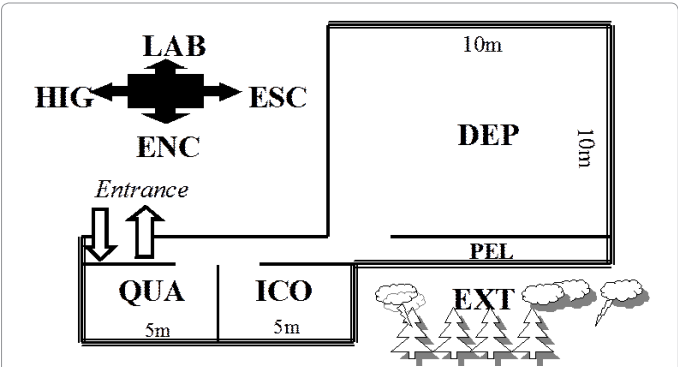 LAB
HIG ESC
ENC
Entrance
10m
DEP
10m
PEL
QUA
ICO
5m
5m
EXT